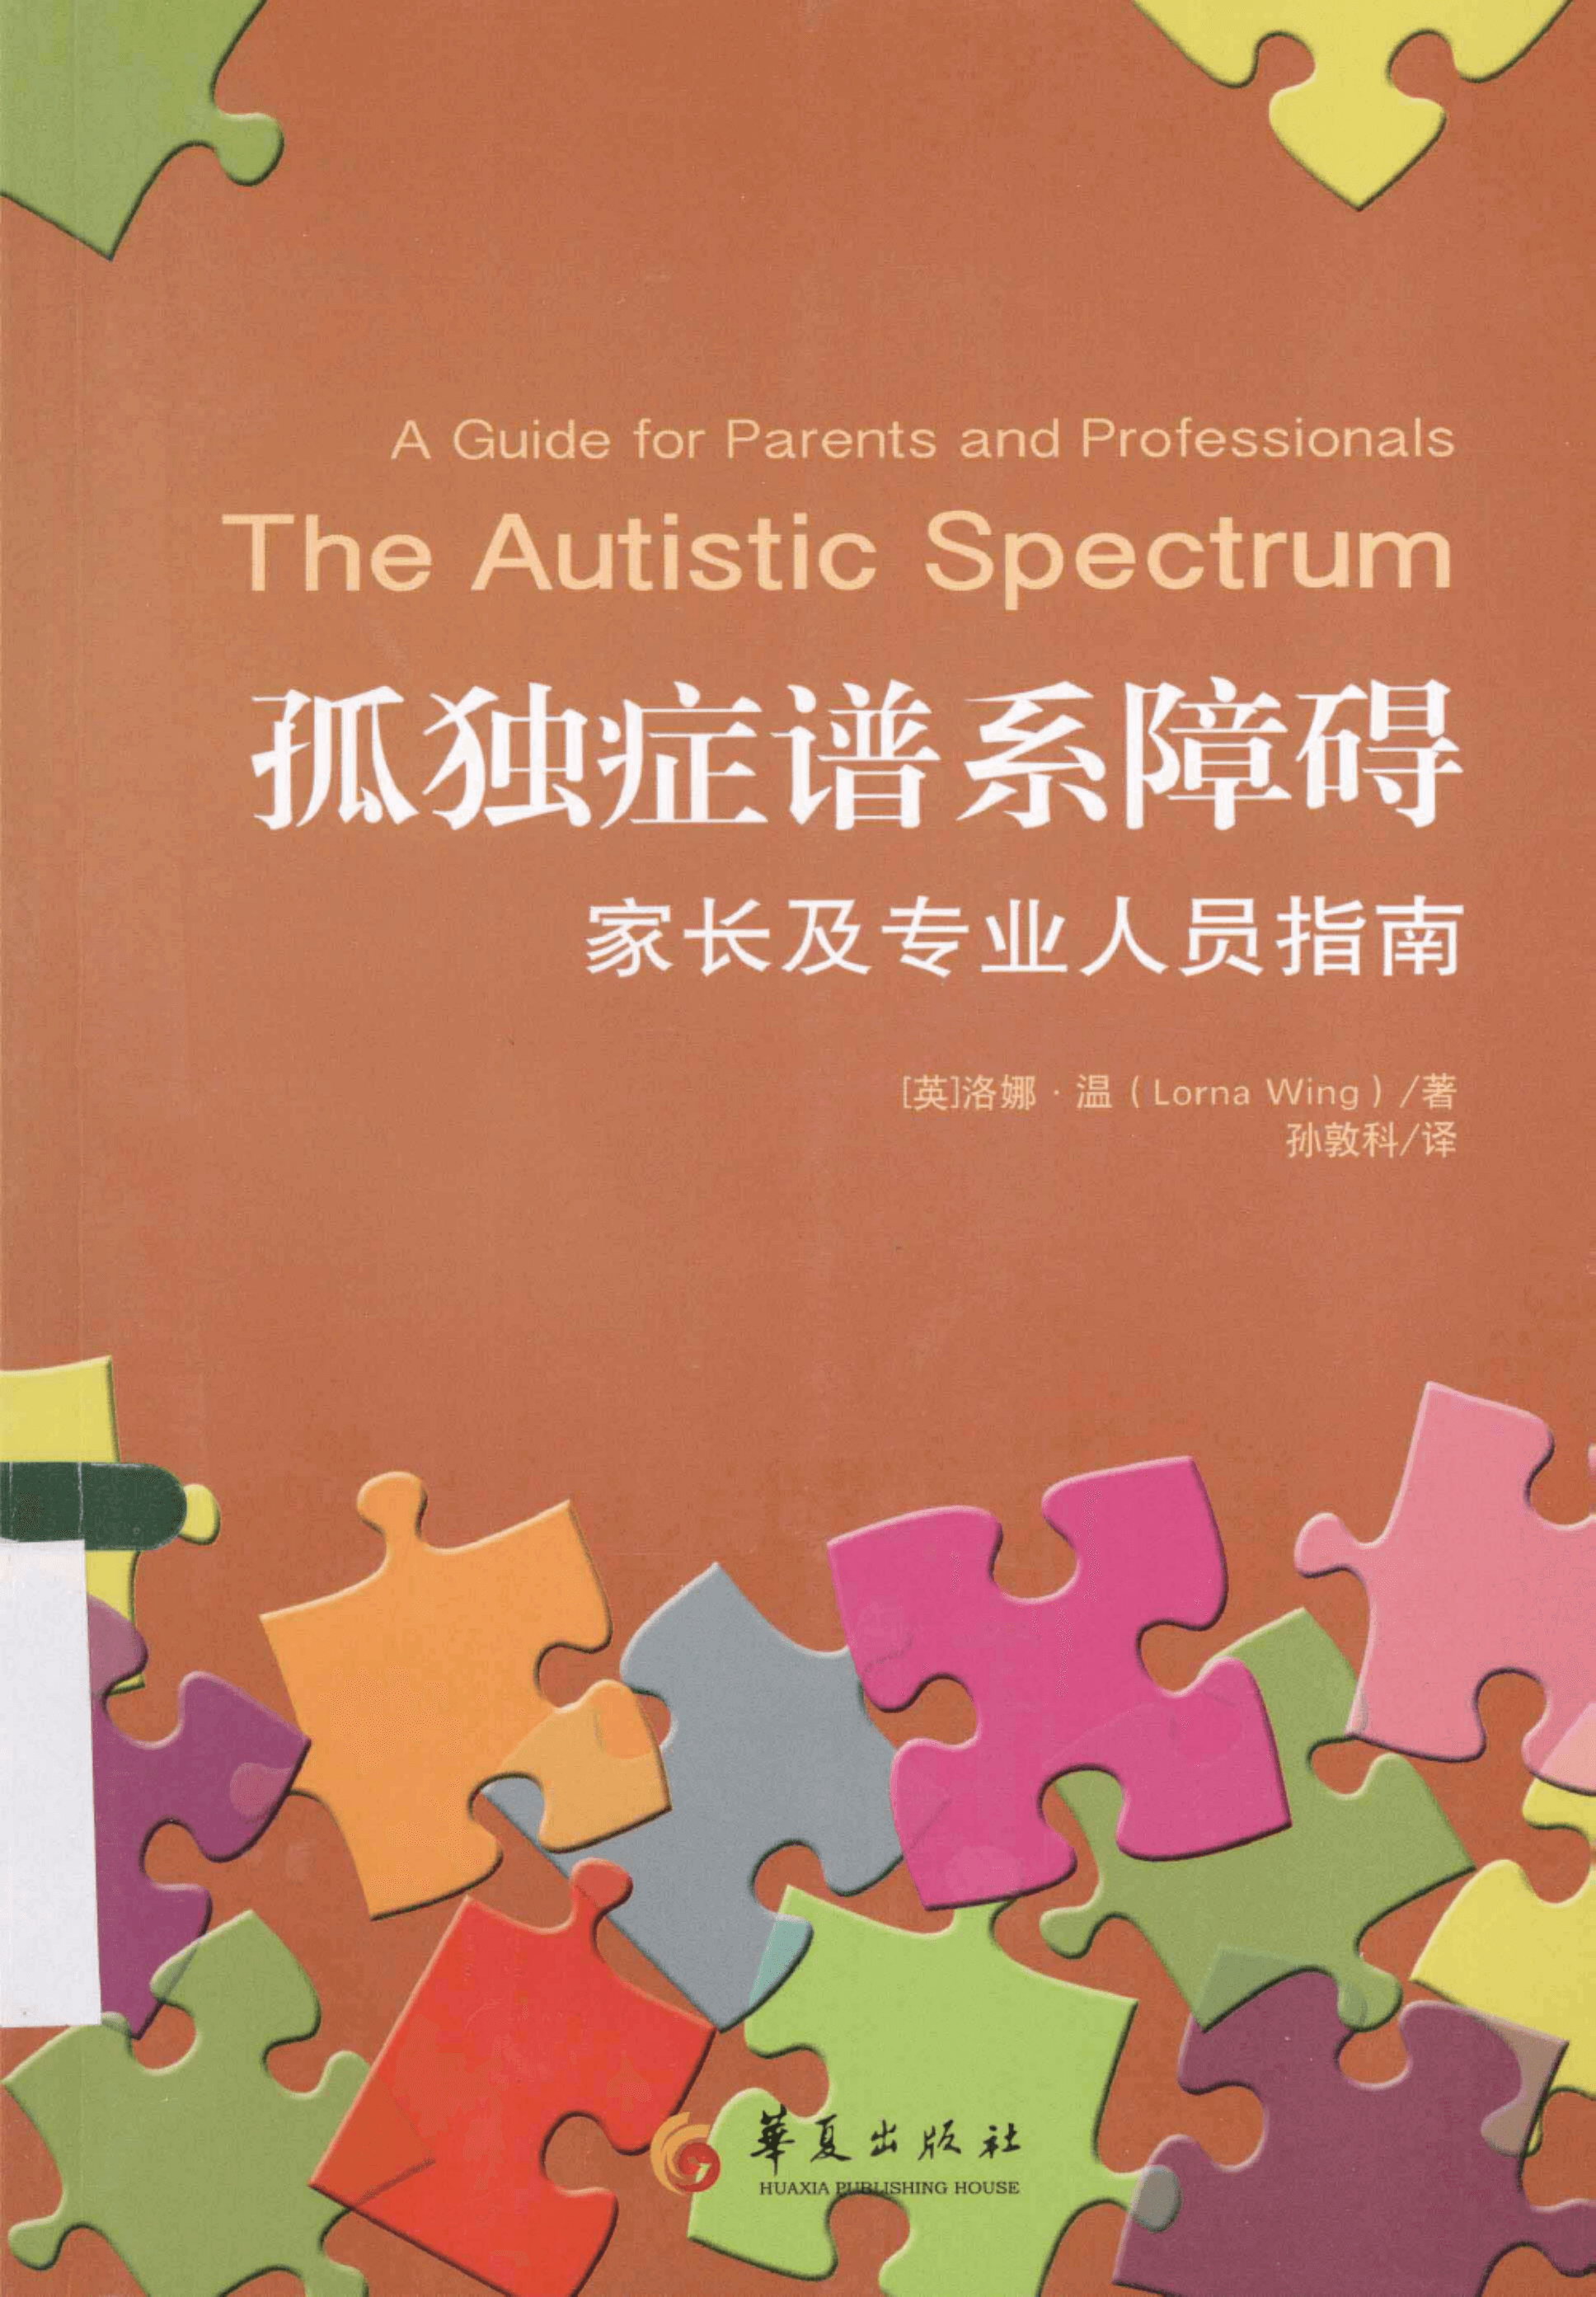 A Guide for Parents and Professionals
The Autistic Spectrum
孤独症谱系障碍
家长及专业人员指南
[英]洛娜·温（Lorna Wing）/著
孙敦科/译
華夏出版社
HUAXIA PUBLISHING HOUSE